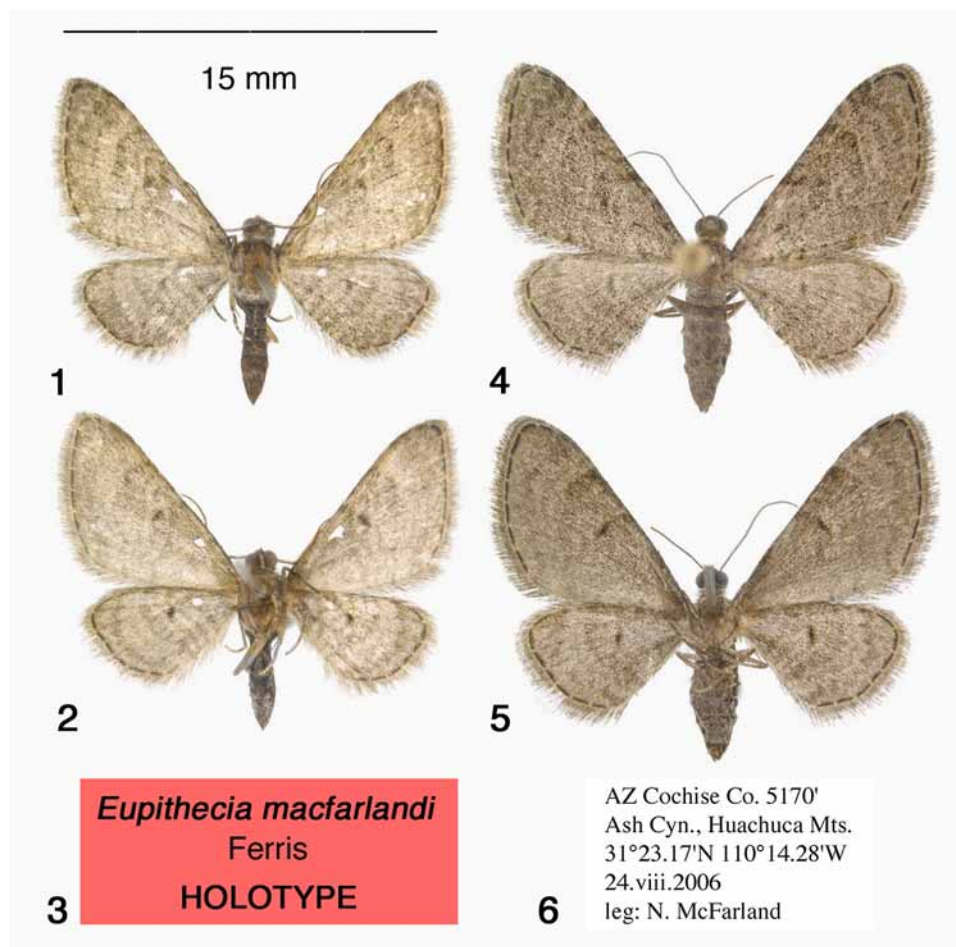 15 mm
1
4
2
5
Eupithecia macfarlandi
Ferris
HOLOTYPE
3
AZ Cochise Co. 5170'
Ash Cyn., Huachuca Mts.
31°23.17'N 110°14.28'W
24.viii.2006
leg: N. McFarland
6